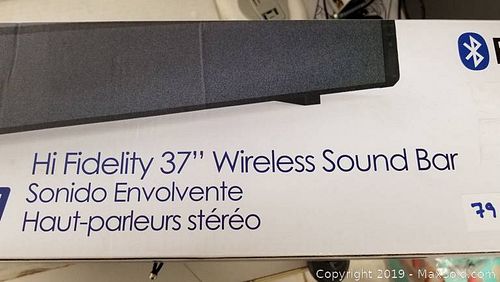 Hi Fidelity 37” Wireless Sound Bar
Sonido Envolvente
Haut-parleurs stéréo
79
Copyright © 2019 - MaxSold.com